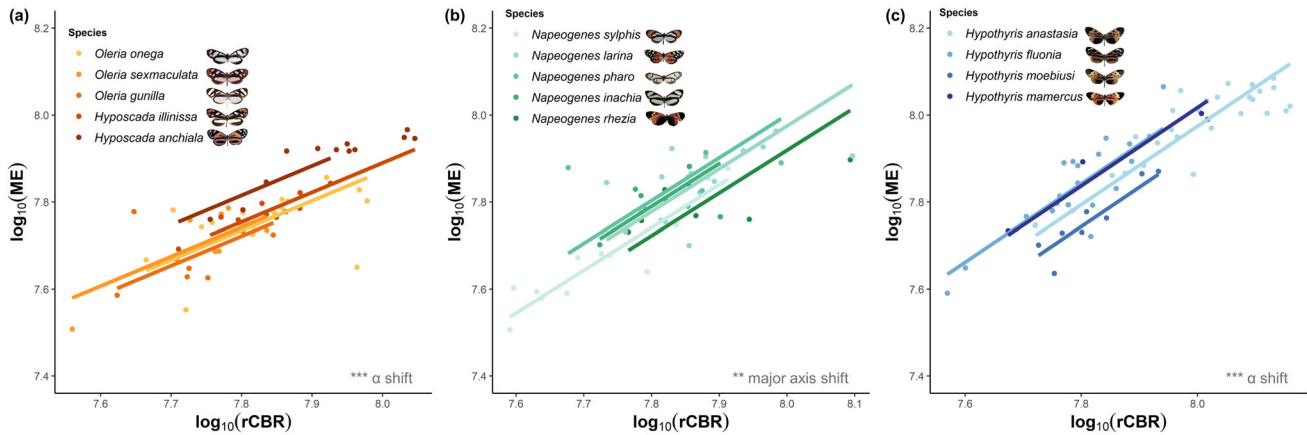 (a)
Species
Oleria onega
Oleria sexmaculata
Oleria gunilla
Hyposcada illinissa
Hyposcada anchiala
8.2
8.0
7.8
7.6
7.4
log10(ME)
*** α shift
7.6 7.7 7.8 7.9 8.0
log10(rCBR)
(b)
Species
Napeogenes sylphis
Napeogenes larina
Napeogenes pharo
Napeogenes inachia
Napeogenes rhezia
8.2
8.0
7.8
7.6
7.4
log10(ME)
** major axis shift
7.6 7.7 7.8 7.9 8.0 8.1
log10(rCBR)
(c)
Species
Hypothyris anastasia
Hypothyris fluonia
Hypothyris moebiusi
Hypothyris mamercus
8.2
8.0
7.8
7.6
7.4
log10(ME)
*** α shift
7.6 7.8 8.0
log10(rCBR)